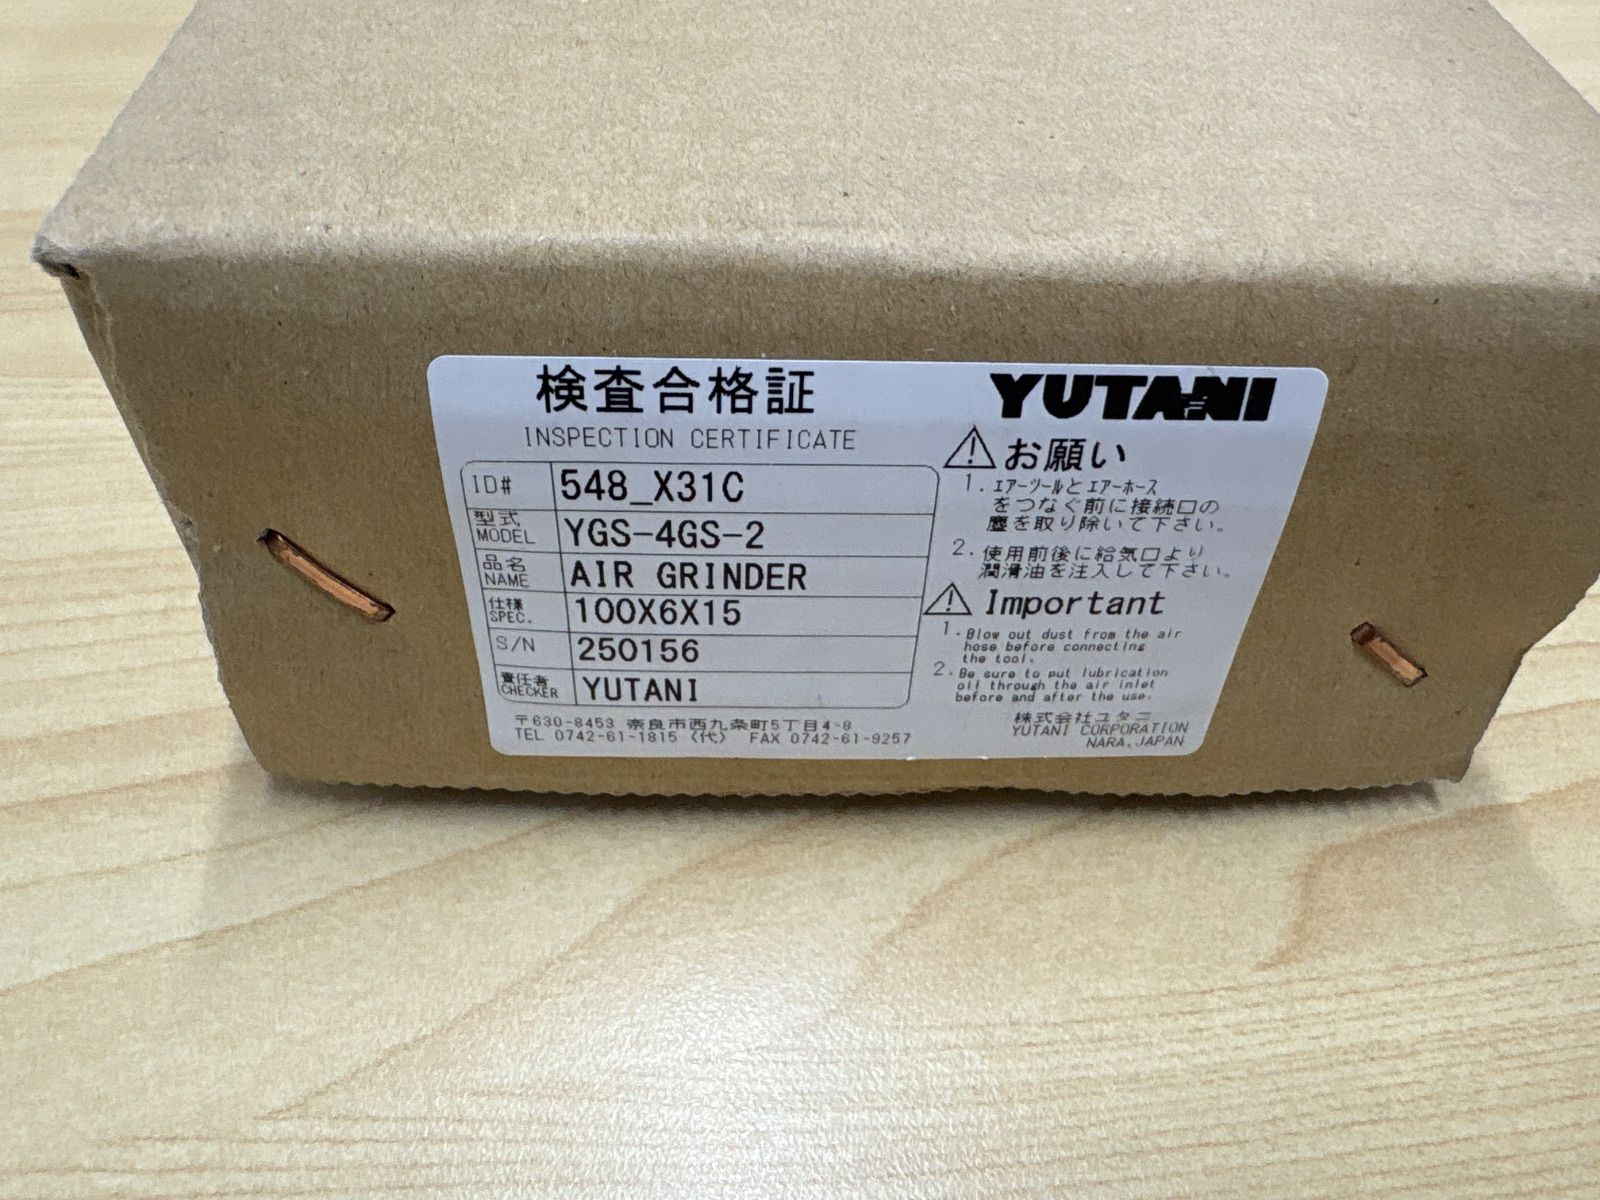 検査合格証
INSPECTION CERTIFICATE
ID# 548_X31C
型式 MODEL YGS-4GS-2
品名 NAME AIR GRINDER
仕様 SPEC. 100X6X15
S/N 250156
責任者 CHECKER YUTANI
〒630-8453 奈良市西九条町5丁目4-8
TEL 0742-61-1815 (代) FAX 0742-61-9257
YUTANI
お願い
1. エアーツールとエアーホース
をつなぐ前に接続口の
塵を取り除いて下さい。
2. 使用前後に給気口より
潤滑油を注入して下さい。
Important
1. Blow out dust from the air
hose before connecting
the tool.
2. Be sure to put lubrication
oil through the air inlet
before and after the use.
株式会社ユタニ
YUTANI CORPORATION
NARA, JAPAN